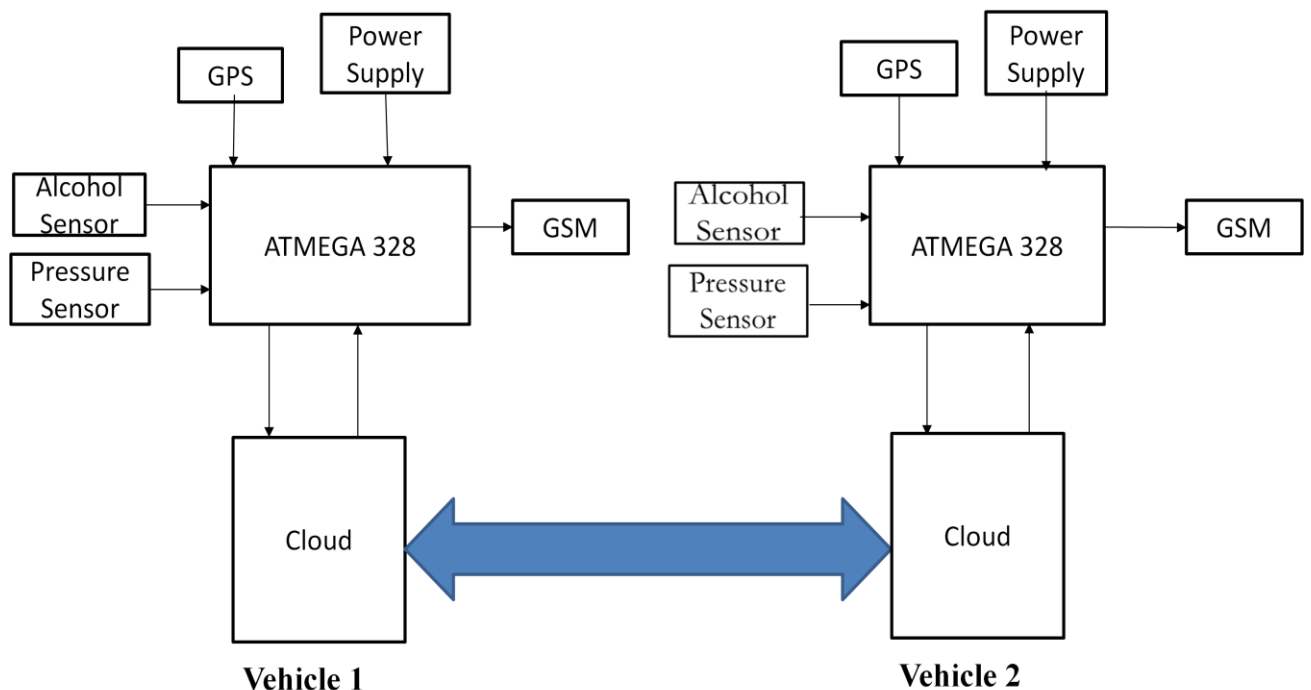 GPS
Power
Supply
Alcohol
Sensor
Pressure
Sensor
ATMEGA 328
GSM
Cloud
Vehicle 1
GPS
Power
Supply
Alcohol
Sensor
Pressure
Sensor
ATMEGA 328
GSM
Cloud
Vehicle 2